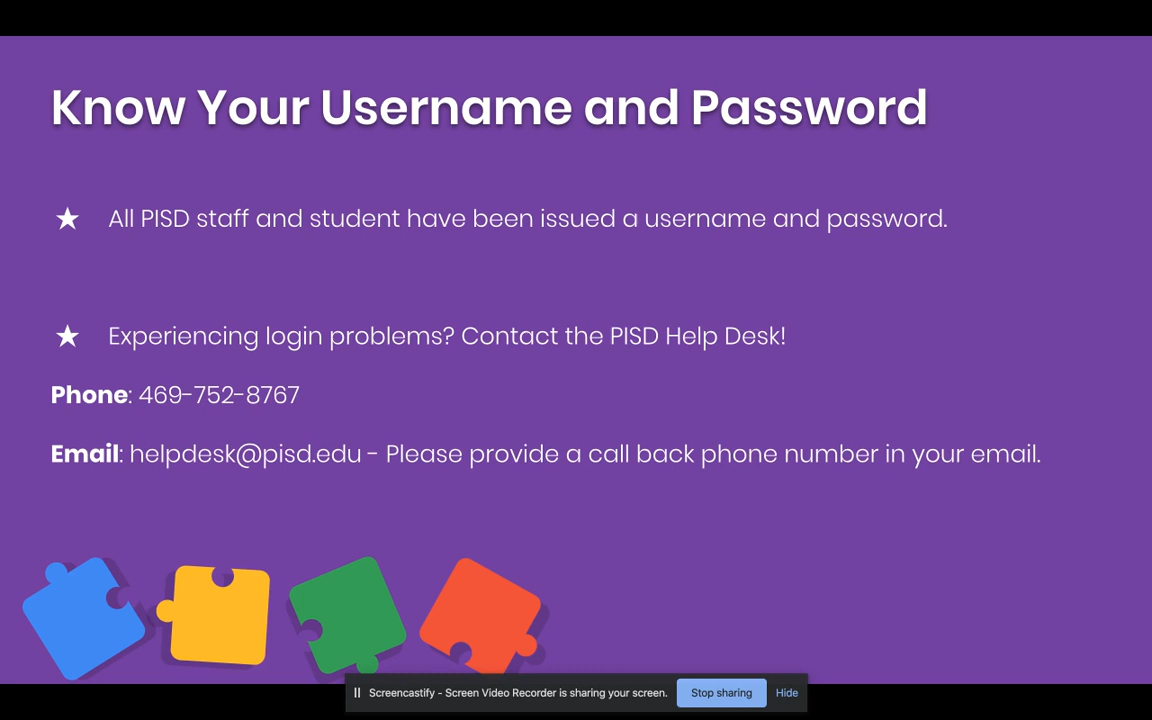 Know Your Username and Password
★ All PISD staff and student have been issued a username and password.
★ Experiencing login problems? Contact the PISD Help Desk!
Phone: 469-752-8767
Email: helpdesk@pisd.edu - Please provide a call back phone number in your email.
Screencastify - Screen Video Recorder is sharing your screen. Stop sharing Hide